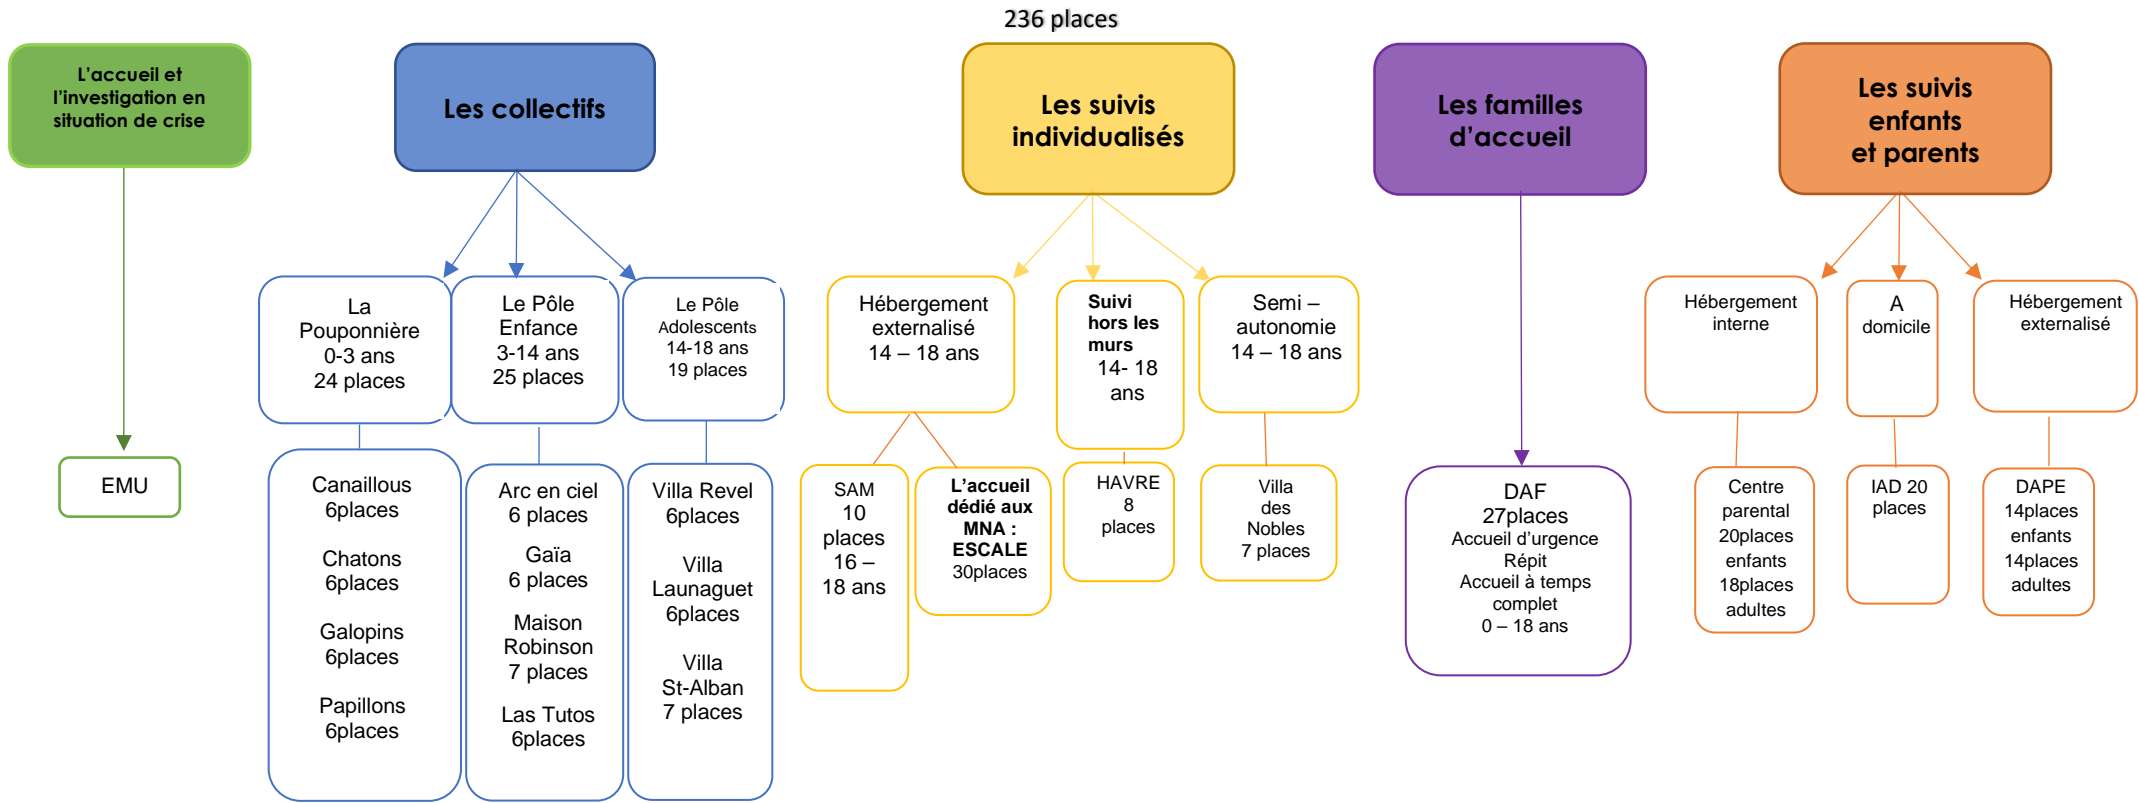 236 places
L'accueil et
l'investigation en
situation de crise
Les collectifs
Les suivis
individualisés
Les familles
d'accueil
Les suivis
enfants
et parents
La
Pouponnière
0-3 ans
24 places
Le Pôle
Enfance
3-14 ans
25 places
Le Pôle
Adolescents
14-18 ans
19 places
Hébergement
externalisé
14 – 18 ans
Suivi
hors les
murs
14- 18
ans
Semi –
autonomie
14 – 18 ans
Hébergement
interne
A
domicile
Hébergement
externalisé
EMU
Canaillous
6places
Chatons
6places
Galopins
6places
Papillons
6places
Arc en ciel
6 places
Gaïa
6 places
Maison
Robinson
7 places
Las Tutos
6places
Villa Revel
6places
Villa
Launaguet
6places
Villa
St-Alban
7 places
SAM
10
places
16 –
18 ans
L'accueil
dédié aux
MNA :
ESCALE
30places
HAVRE
8
places
Villa
des
Nobles
7 places
DAF
27places
Accueil d'urgence
Répit
Accueil à temps
complet
0 – 18 ans
Centre
parental
20places
enfants
18places
adultes
IAD 20
places
DAPE
14places
enfants
14places
adultes